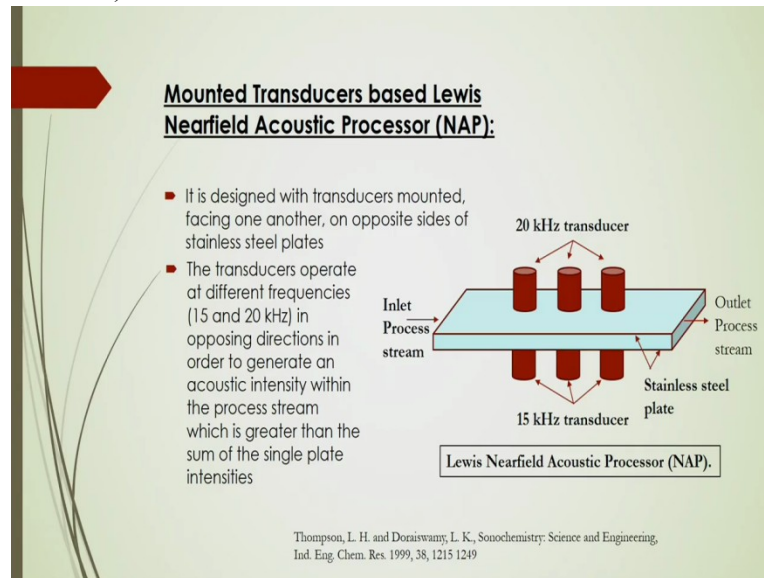 Mounted Transducers based Lewis
Nearfield Acoustic Processor (NAP):
It is designed with transducers mounted,
facing one another, on opposite sides of
stainless steel plates
The transducers operate
at different frequencies
(15 and 20 kHz) in
opposing directions in
order to generate an
acoustic intensity within
the process stream
which is greater than the
sum of the single plate
intensities
20 kHz transducer
Inlet
Process
stream
Outlet
Process
stream
Stainless steel
plate
15 kHz transducer
Lewis Nearfield Acoustic Processor (NAP).
Thompson, L. H. and Doraiswamy, L. K., Sonochemistry: Science and Engineering,
Ind. Eng. Chem. Res. 1999, 38, 1215 1249